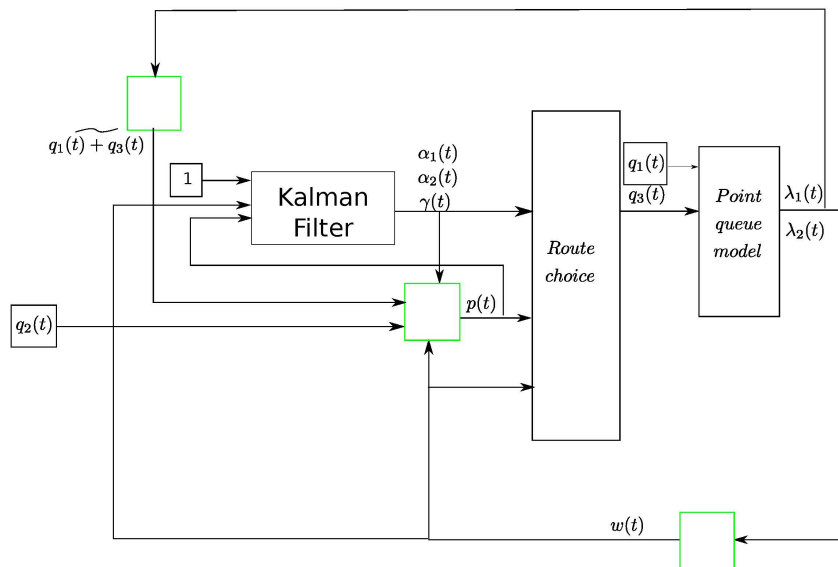 q₁(t) + q₃(t)
1
Kalman
Filter
α₁(t)
α₂(t)
γ(t)
q₂(t)
p(t)
Route
choice
q₁(t)
q₃(t)
Point
queue
model
λ₁(t)
λ₂(t)
w(t)